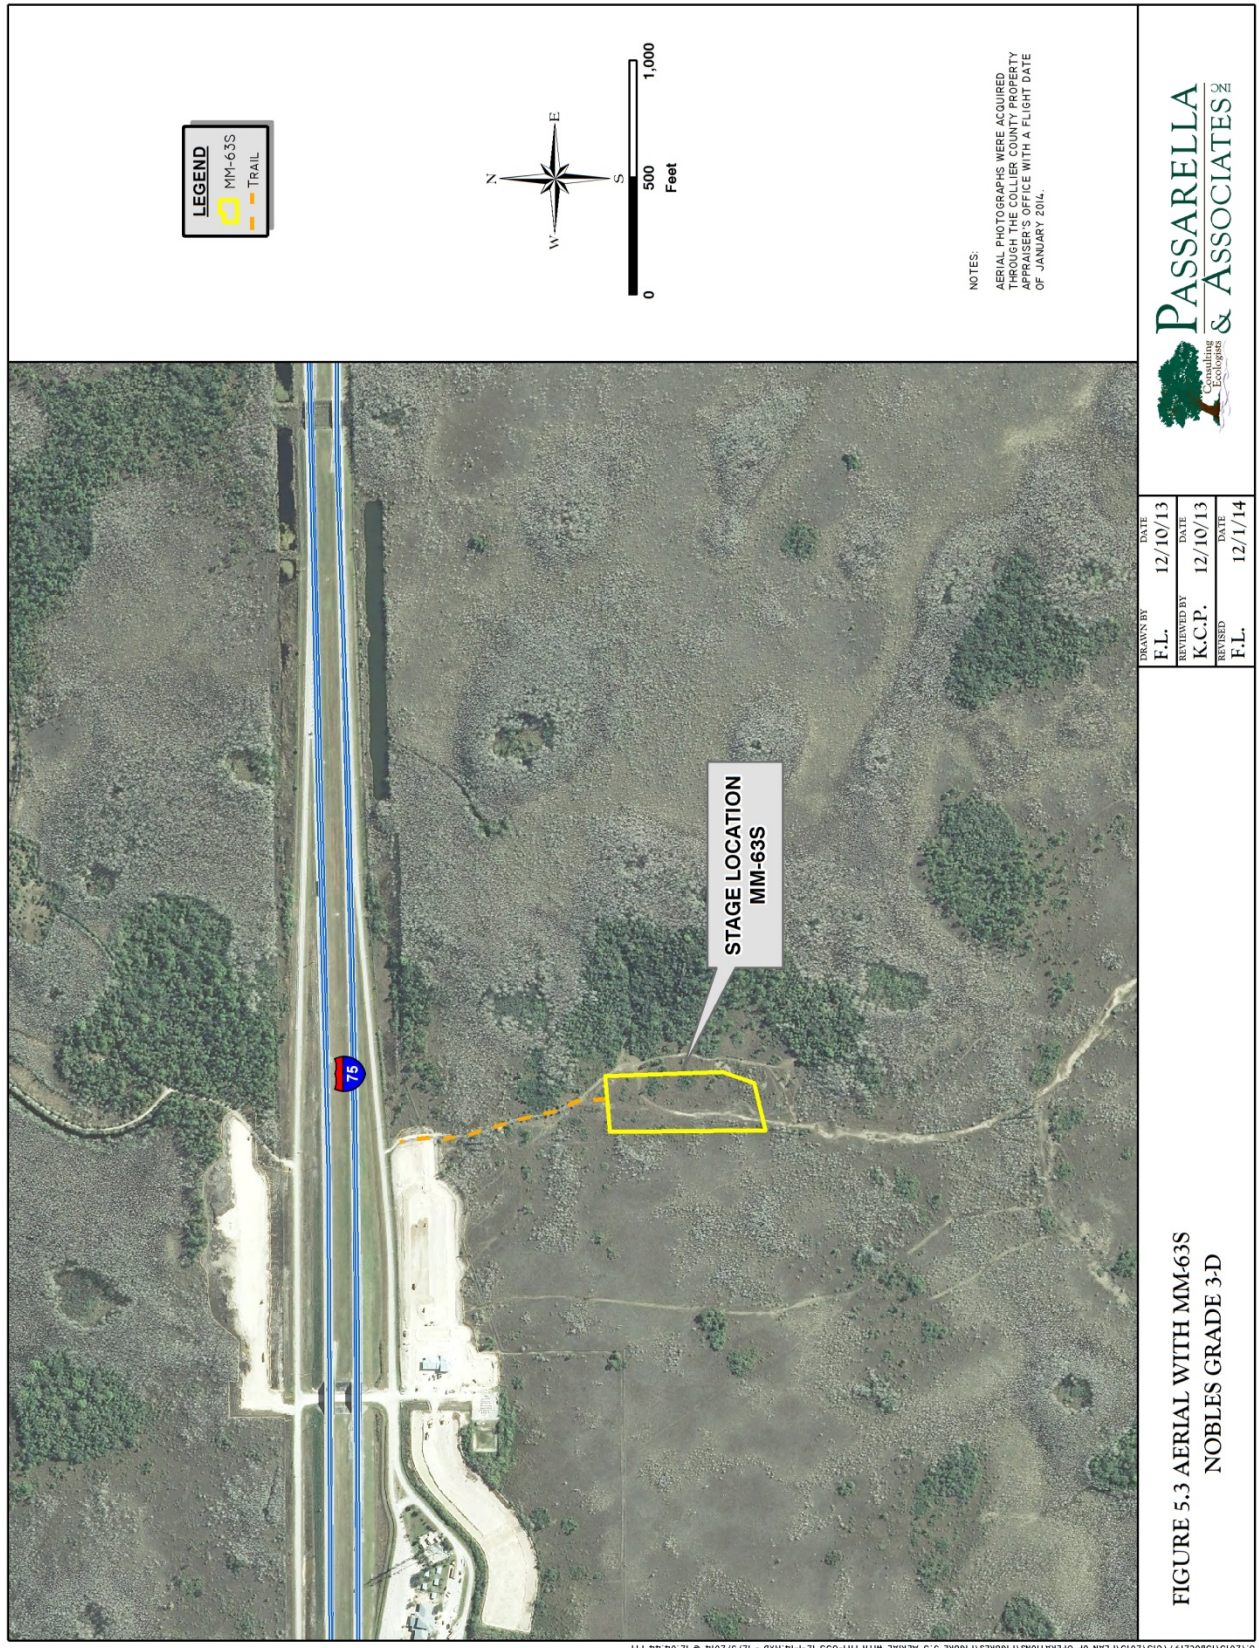 LEGEND
MM-63S
TRAIL
N
W
E
S
0
500
1,000
Feet
NOTES:
AERIAL PHOTOGRAPHS WERE ACQUIRED
THROUGH THE COLLIER COUNTY PROPERTY
APPRAISER'S OFFICE WITH A FLIGHT DATE
OF JANUARY 2014.
75
STAGE LOCATION
MM-63S
FIGURE 5.3 AERIAL WITH MM-63S
NOBLES GRADE 3-D
DRAWN BY DATE
F.L. 12/10/13
REVIEWED BY DATE
K.C.P. 12/10/13
REVISED DATE
F.L. 12/1/14
Consulting
Ecologists
PASSARELLA
& ASSOCIATES INC